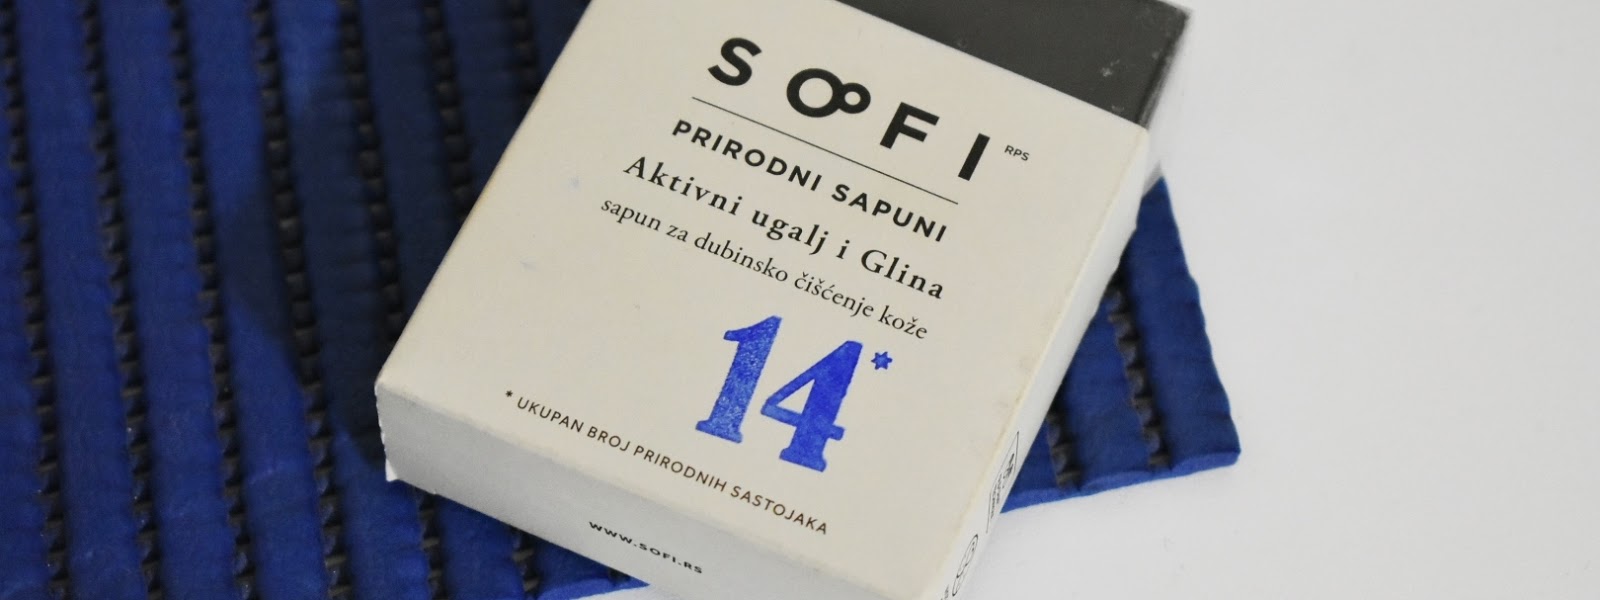 SOFI RPS
PRIRODNI SAPUNI
Aktivni ugalj i Glina
sapun za dubinsko čišćenje kože
14*
* UKUPAN BROJ PRIRODNIH SASTOJAKA
www.sofi.rs